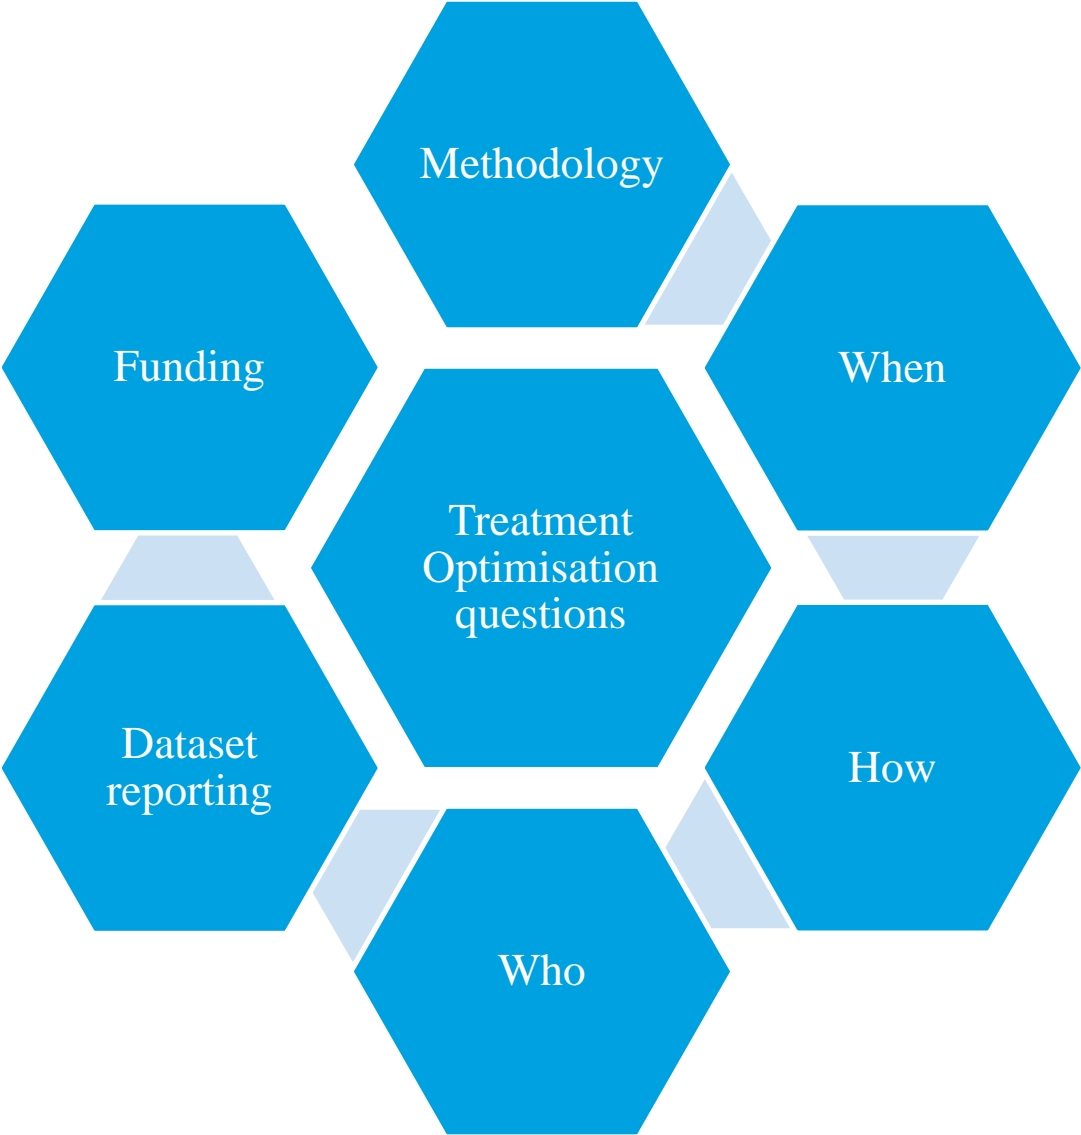 Methodology
Funding
When
Treatment
Optimisation
questions
Dataset
reporting
How
Who